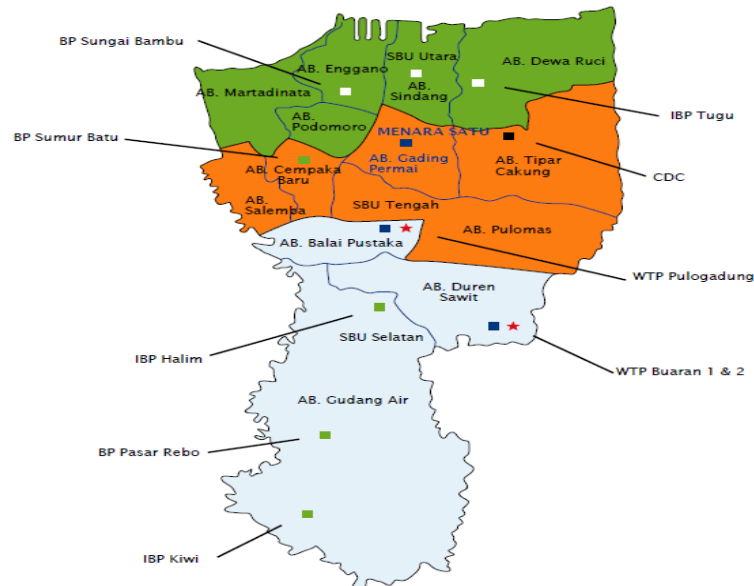 BP Sungai Bambu
SBU Utara
AB. Enggano
AB. Dewa Ruci
AB. Martadinata
AB.
Sindang
IBP Tugu
AB.
Podomoro
MENARA SATU
BP Sumur Batu
AB. Gading
Permai
AB. Tipar
Cakung
AB. Cempaka
Baru
CDC
AB.
Salemba
SBU Tengah
AB. Pulomas
AB. Balai Pustaka
WTP Pulogadung
AB. Duren
Sawit
SBU Selatan
IBP Halim
WTP Buaran 1 & 2
AB. Gudang Air
BP Pasar Rebo
IBP Kiwi